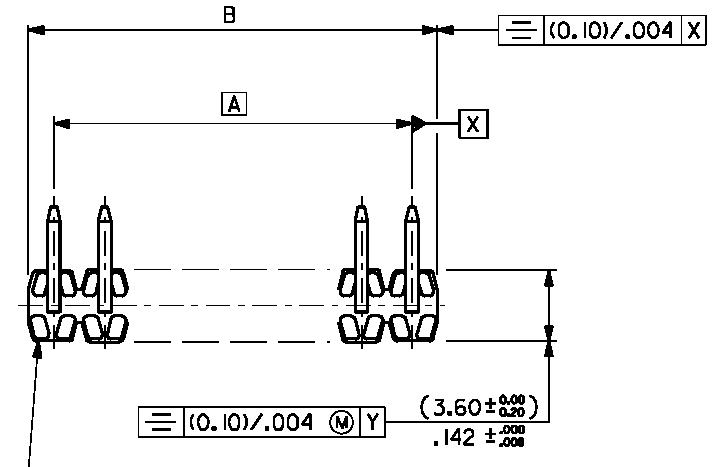 B
⌯ (0.10)/.004 X
A
X
⌯ (0.10)/.004 Ⓜ Y
(3.60 ± 0.00 0.20)
.142 ± .000 .008